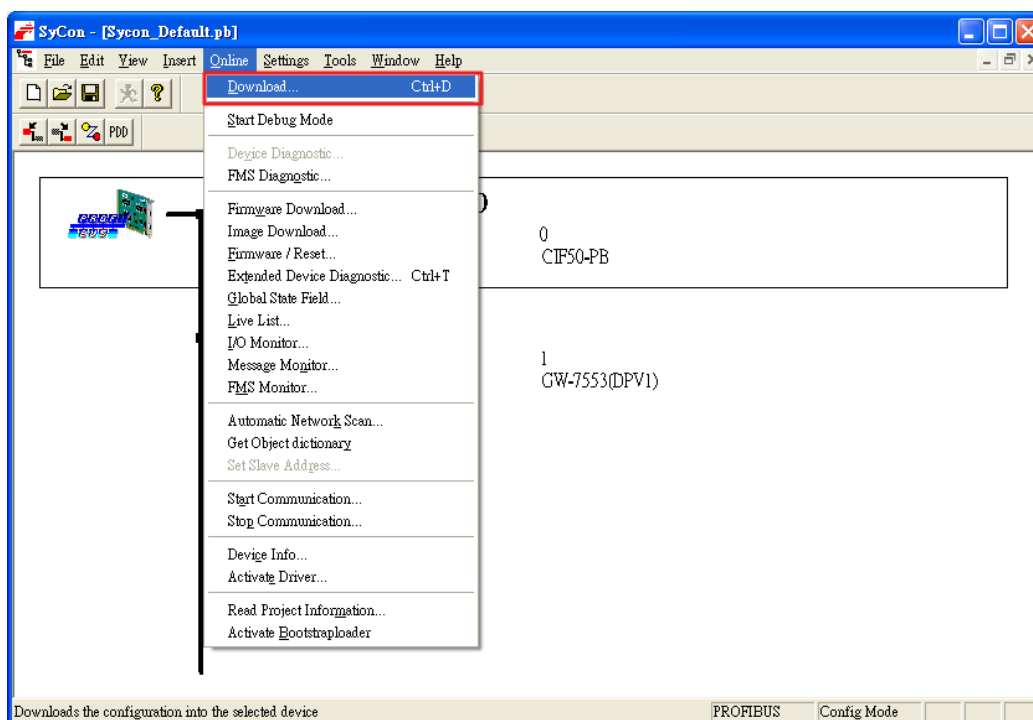 SyCon - [Sycon_Default.pb]
File Edit View Insert Online Settings Tools Window Help
Download... Ctrl+D
PDD
Start Debug Mode
Device Diagnostic...
FMS Diagnostic...
Firmware Download...
Image Download...
Firmware / Reset...
Extended Device Diagnostic... Ctrl+T
Global State Field...
Live List...
I/O Monitor...
Message Monitor...
FMS Monitor...
Automatic Network Scan...
Get Object dictionary
Set Slave Address...
Start Communication...
Stop Communication...
Device Info...
Activate Driver...
Read Project Information...
Activate Bootstraploader
0
CIF50-PB
1
GW-7553(DPV1)
Downloads the configuration into the selected device PROFIBUS Config Mode